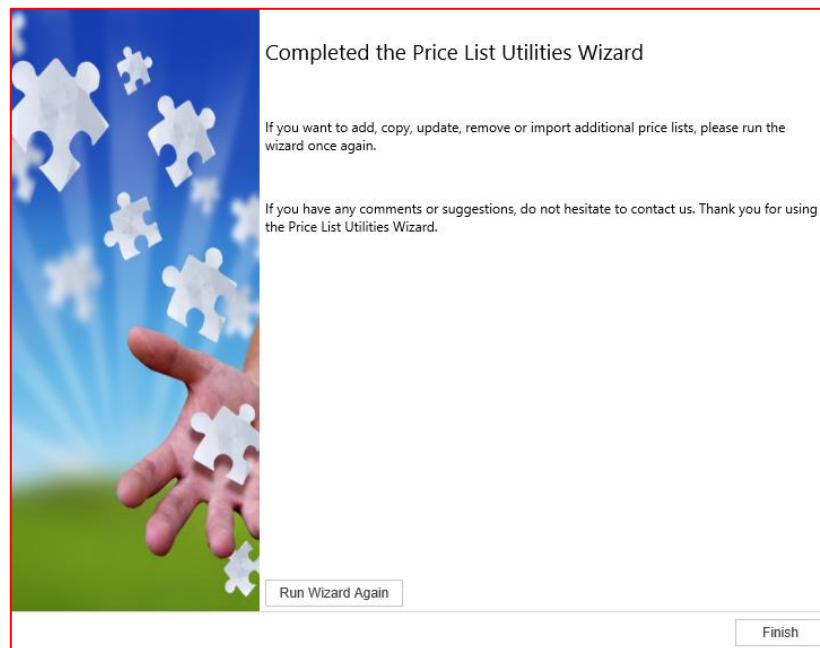 Completed the Price List Utilities Wizard
If you want to add, copy, update, remove or import additional price lists, please run the
wizard once again.
If you have any comments or suggestions, do not hesitate to contact us. Thank you for using
the Price List Utilities Wizard.
Run Wizard Again
Finish